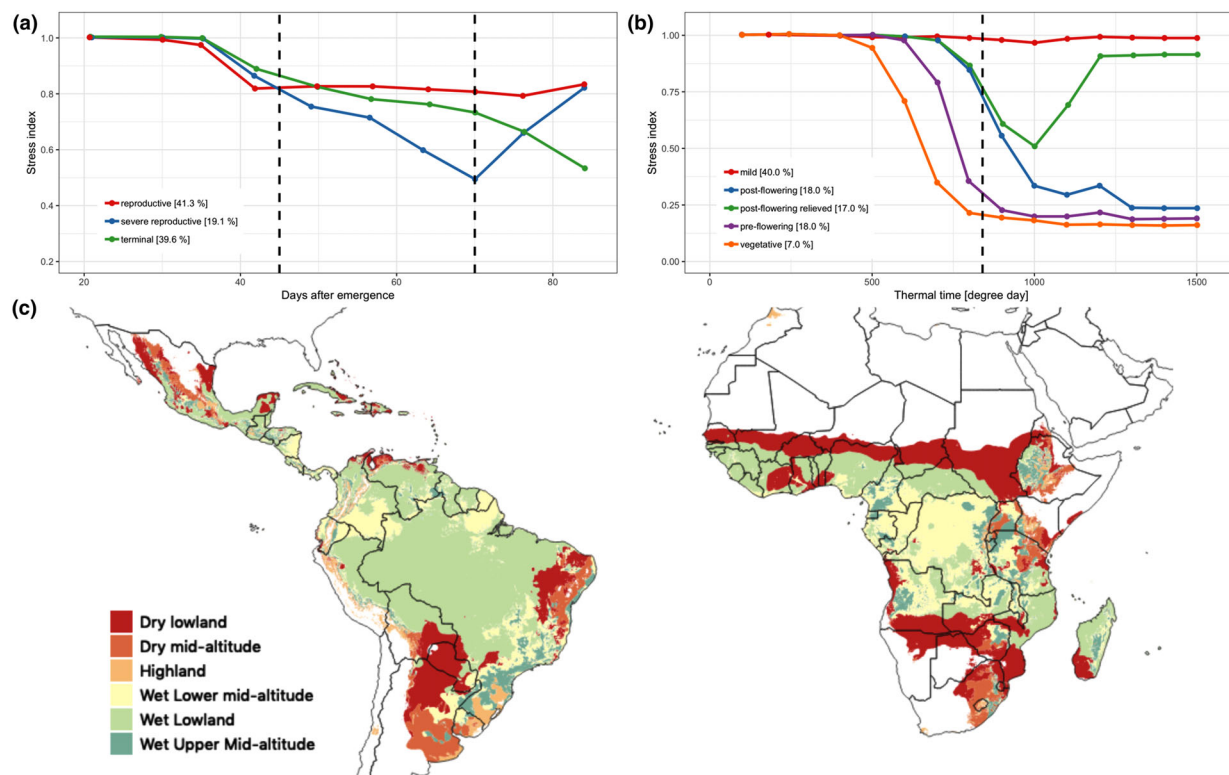 (a)
1.0
0.8
0.6
0.4
0.2
Stress index
reproductive [41.3 %]
severe reproductive [19.1 %]
terminal [39.6 %]
20
40
60
80
Days after emergence
(b)
1.00
0.75
0.50
0.25
0.00
Stress index
mild [40.0 %]
post-flowering [18.0 %]
post-flowering relieved [17.0 %]
pre-flowering [18.0 %]
vegetative [7.0 %]
0
500
1000
1500
Thermal time [degree day]
(c)
Dry lowland
Dry mid-altitude
Highland
Wet Lower mid-altitude
Wet Lowland
Wet Upper Mid-altitude